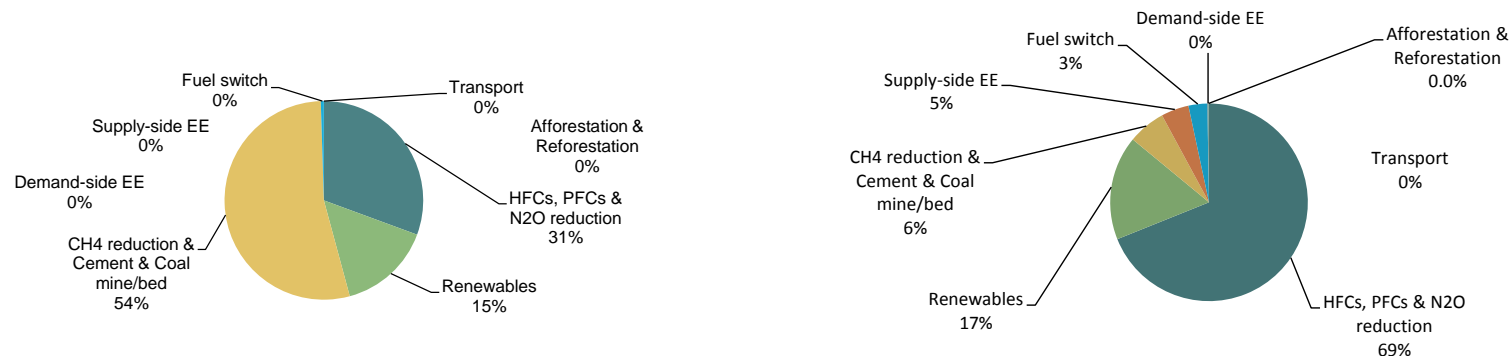 Fuel switch
0%
Transport
0%
Supply-side EE
0%
Afforestation &
Reforestation
0%
Demand-side EE
0%
HFCs, PFCs &
N2O reduction
31%
CH4 reduction &
Cement & Coal
mine/bed
54%
Renewables
15%
Demand-side EE
0%
Fuel switch
3%
Afforestation &
Reforestation
0.0%
Supply-side EE
5%
CH4 reduction &
Cement & Coal
mine/bed
6%
Transport
0%
Renewables
17%
HFCs, PFCs & N2O
reduction
69%